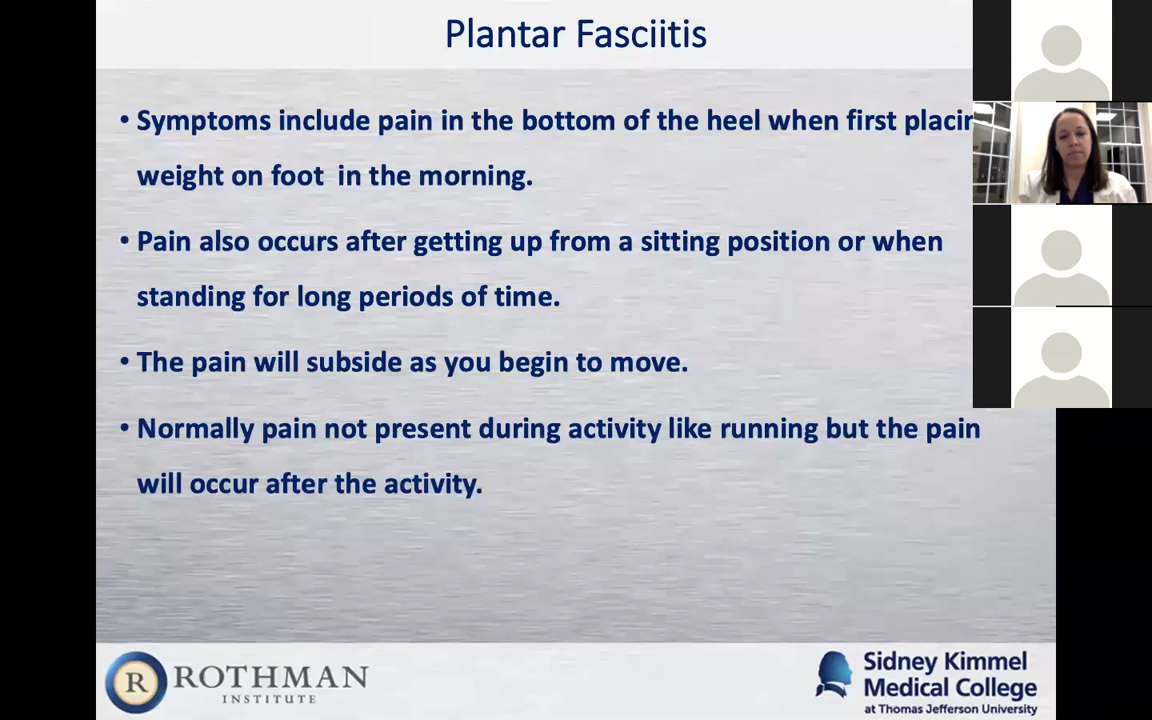 Plantar Fasciitis
• Symptoms include pain in the bottom of the heel when first placin
weight on foot  in the morning.
• Pain also occurs after getting up from a sitting position or when
standing for long periods of time.
• The pain will subside as you begin to move.
• Normally pain not present during activity like running but the pain
will occur after the activity.
R ROTHMAN
INSTITUTE
Sidney Kimmel
Medical College
at Thomas Jefferson University